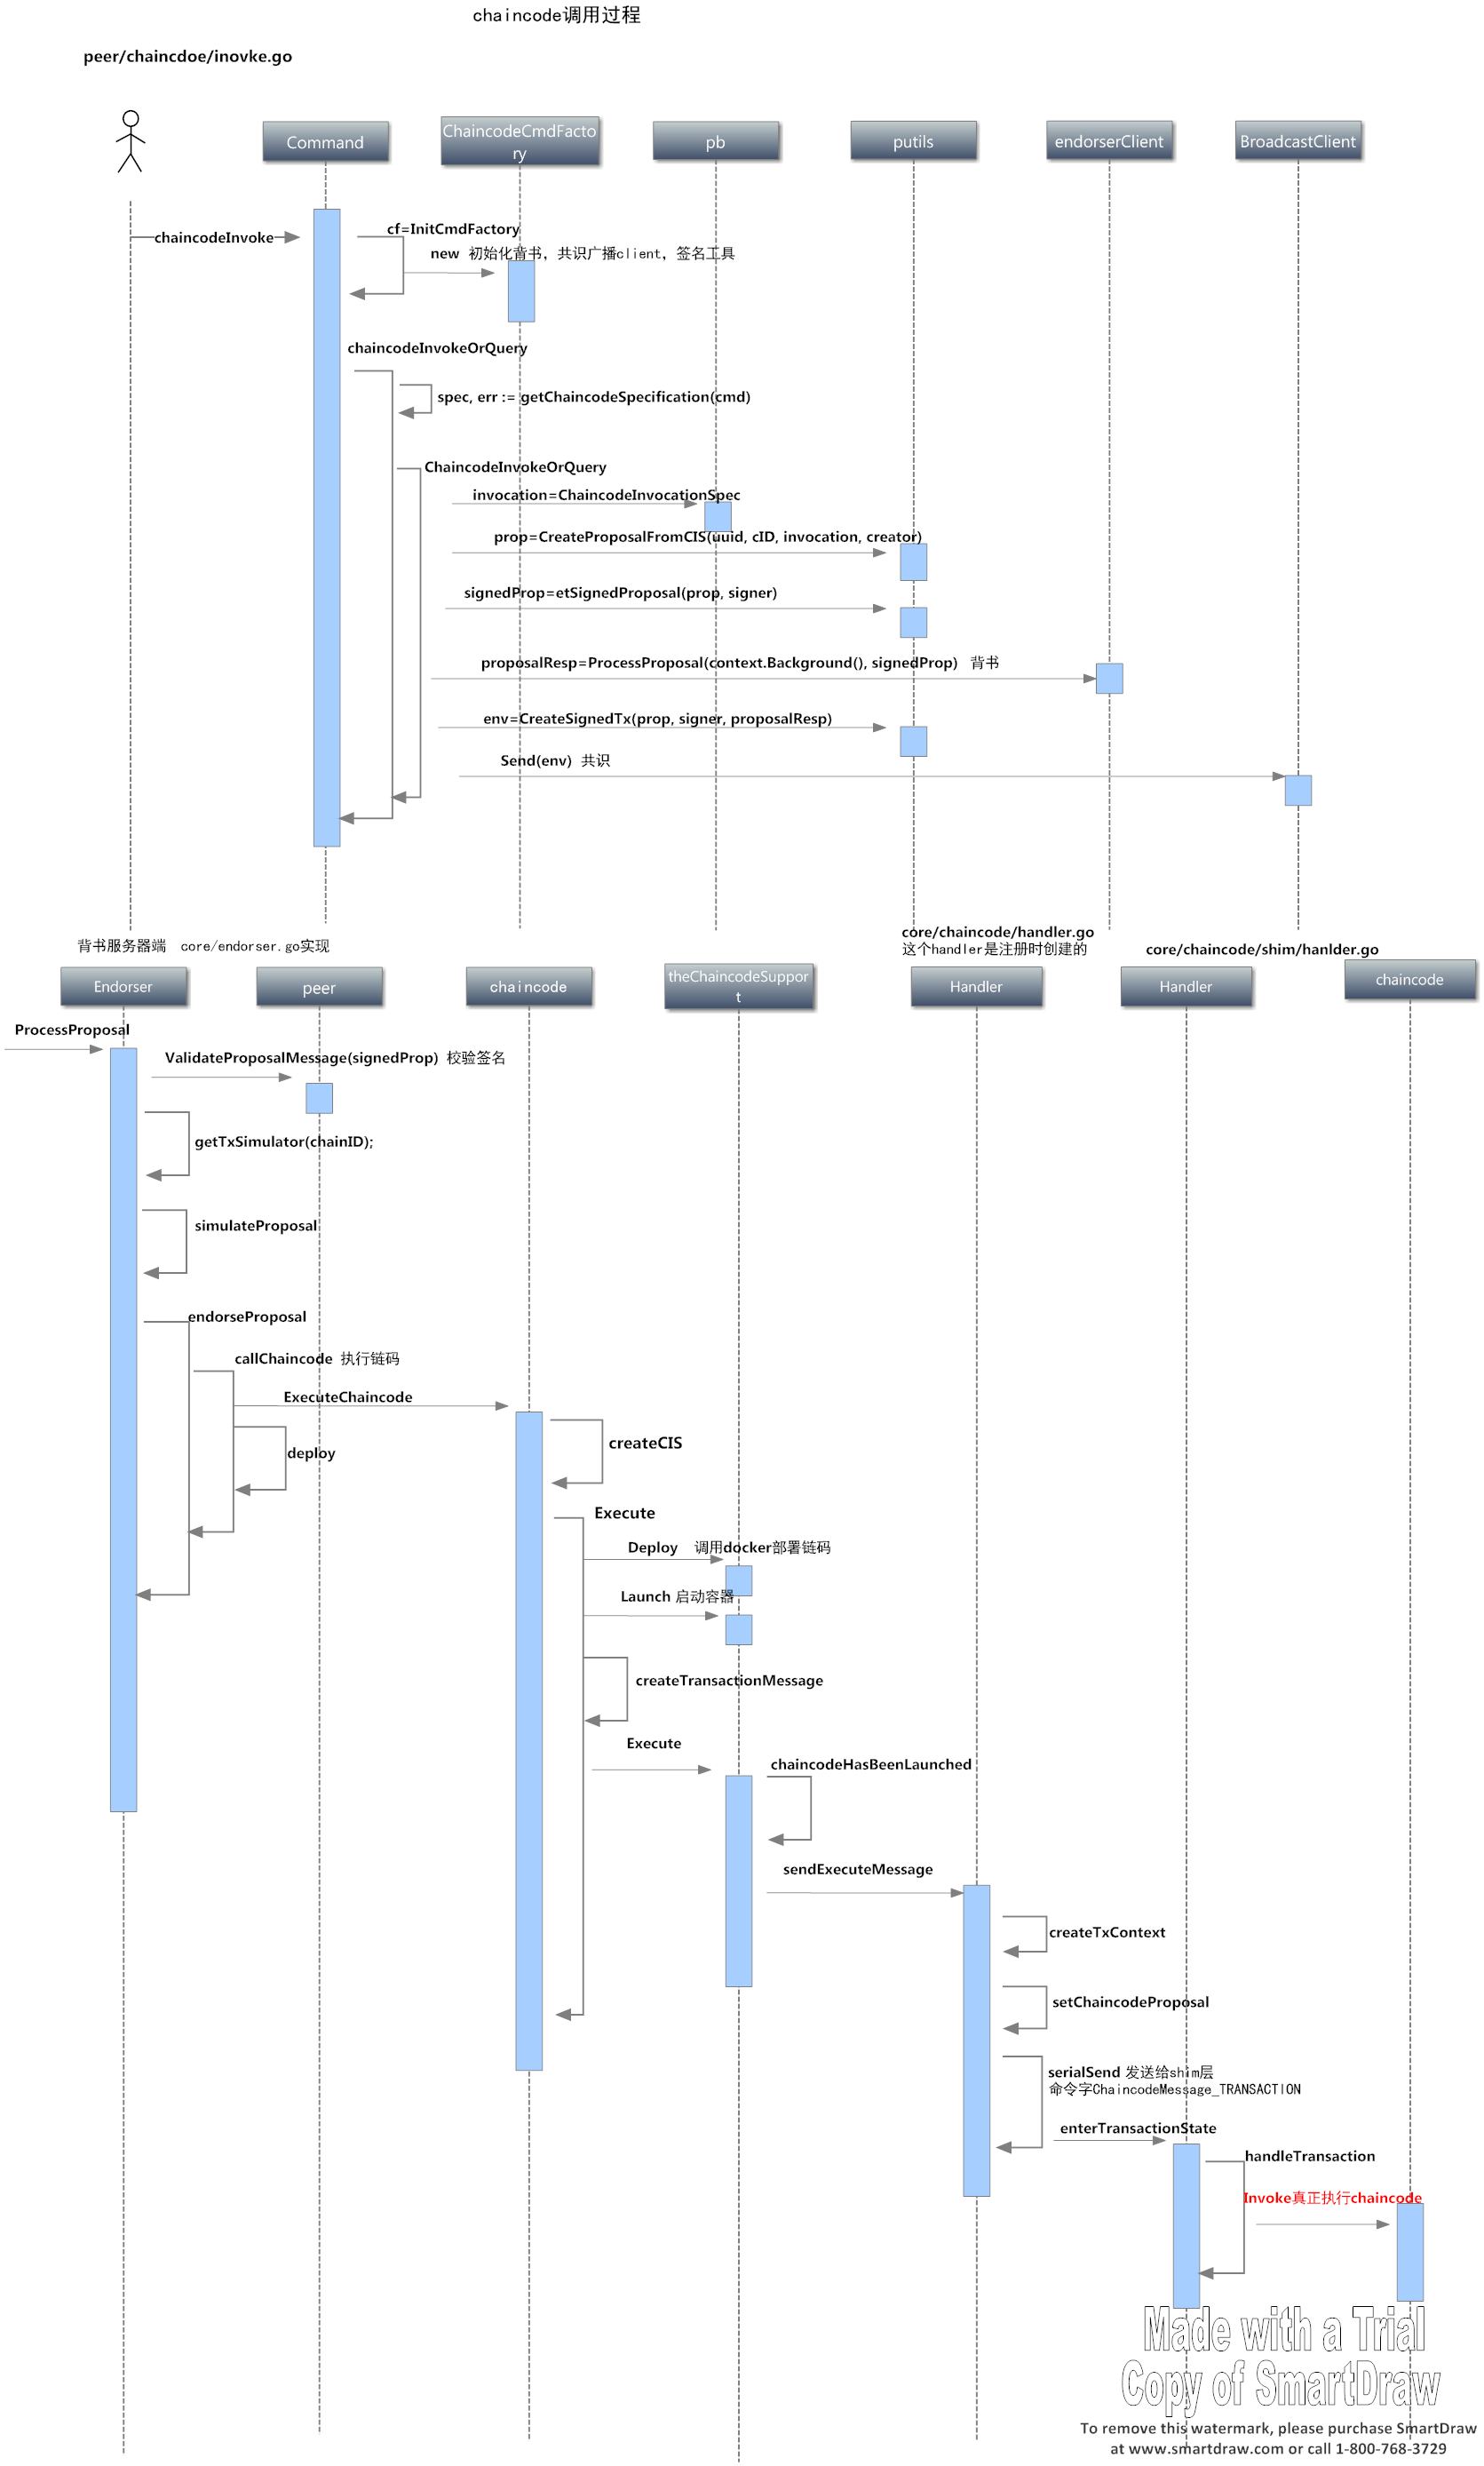 chaincode调用过程
peer/chaincdoe/inovke.go
Command
ChaincodeCmdFacto
ry
pb
putils
endorserClient
BroadcastClient
chaincodeInvoke
cf=InitCmdFactory
new 初始化背书，共识广播client，签名工具
chaincodeInvokeOrQuery
spec, err := getChaincodeSpecification(cmd)
ChaincodeInvokeOrQuery
invocation=ChaincodeInvocationSpec
prop=CreateProposalFromCIS(uuid, cID, invocation, creator)
signedProp=etSignedProposal(prop, signer)
proposalResp=ProcessProposal(context.Background(), signedProp) 背书
env=CreateSignedTx(prop, signer, proposalResp)
Send(env) 共识
背书服务器端 core/endorser.go实现
core/chaincode/handler.go
这个handler是注册时创建的
core/chaincode/shim/hanlder.go
Endorser
peer
chaincode
theChaincodeSuppor
t
Handler
Handler
chaincode
ProcessProposal
ValidateProposalMessage(signedProp) 校验签名
getTxSimulator(chainID);
simulateProposal
endorseProposal
callChaincode 执行链码
ExecuteChaincode
deploy
createCIS
Execute
Deploy 调用docker部署链码
Launch 启动容器
createTransactionMessage
Execute
chaincodeHasBeenLaunched
sendExecuteMessage
createTxContext
setChaincodeProposal
serialSend 发送给shim层
命令字ChaincodeMessage_TRANSACTION
enterTransactionState
handleTransaction
Invoke真正执行chaincode
Made with a Trial
Copy of SmartDraw
To remove this watermark, please purchase SmartDraw
at www.smartdraw.com or call 1-800-768-3729